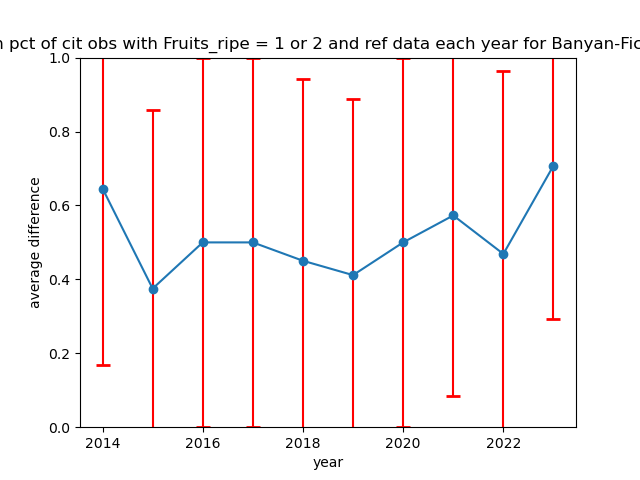 pct of cit obs with Fruits_ripe = 1 or 2 and ref data each year for Banyan-Fic
1.0
0.8
0.6
0.4
0.2
0.0
average difference
2014 2016 2018 2020 2022
year